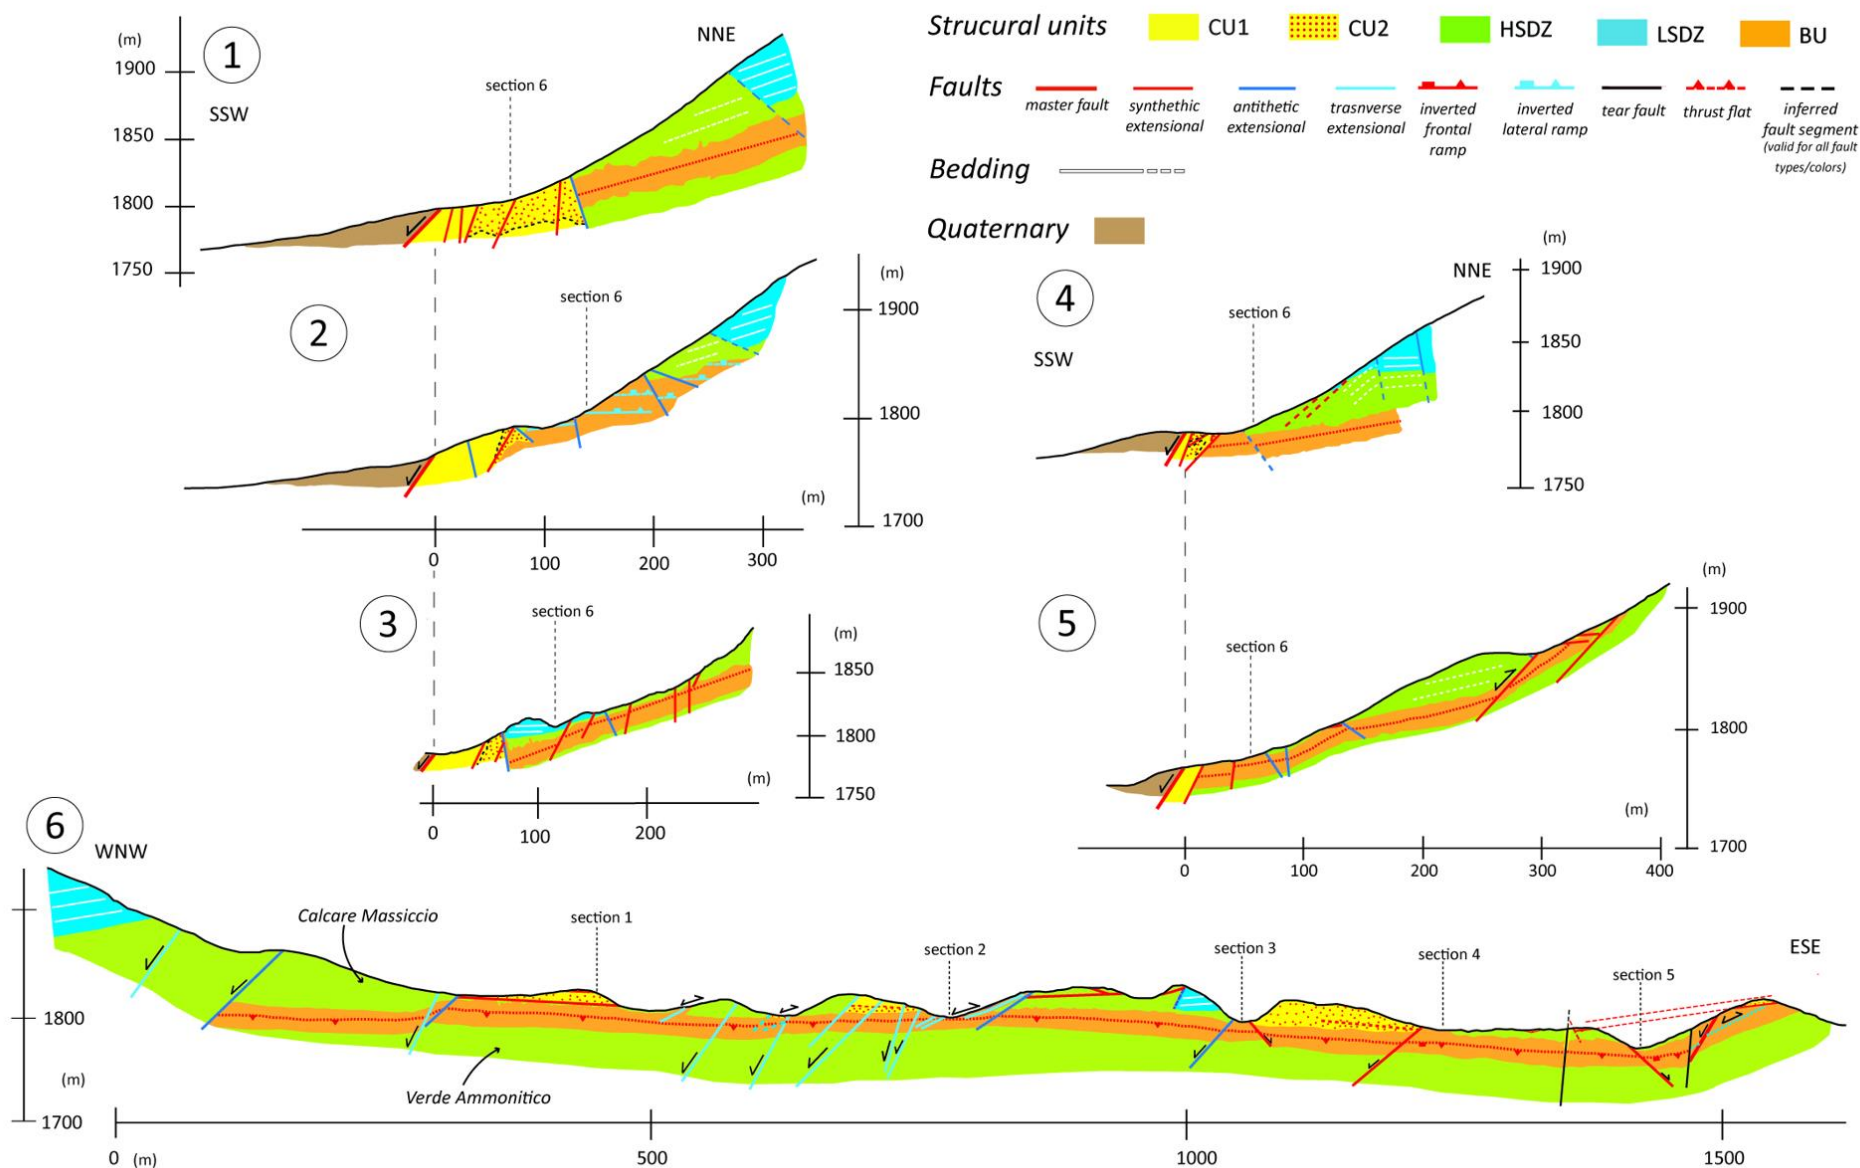 Strucural units
CU1
CU2
HSDZ
LSDZ
BU
Faults
master fault
synthethic
extensional
antithetic
extensional
trasnverse
extensional
inverted
frontal
ramp
inverted
lateral ramp
tear fault
thrust flat
inferred
fault segment
(valid for all fault
types/colors)
Bedding
Quaternary
1
(m)
1900
1850
1800
1750
SSW
NNE
section 6
2
section 6
(m)
1900
1800
1700
(m)
0
100
200
300
3
section 6
(m)
1850
1800
1750
(m)
0
100
200
4
SSW
NNE
section 6
(m)
1900
1850
1800
1750
5
section 6
(m)
1900
1800
1700
(m)
0
100
200
300
400
6
WNW
ESE
Calcare Massiccio
Verde Ammonitico
section 1
section 2
section 3
section 4
section 5
1800
(m)
1700
0
(m)
500
1000
1500